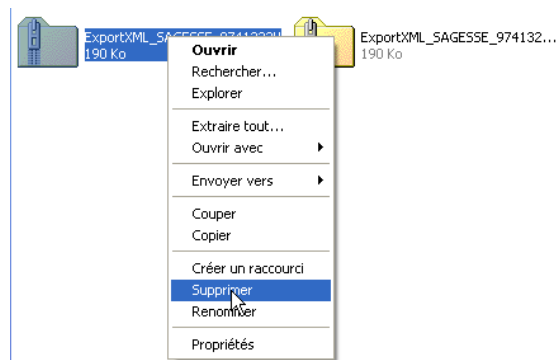 ExportXML_SAGESSE_9741323U
190 Ko
ExportXML_SAGESSE_974132...
190 Ko
Ouvrir
Rechercher...
Explorer
Extraire tout...
Ouvrir avec
Envoyer vers
Couper
Copier
Créer un raccourci
Supprimer
Renommer
Propriétés